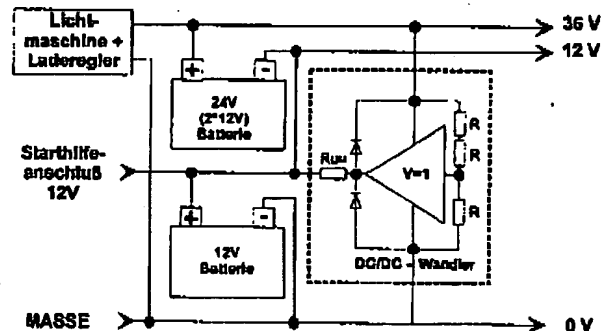 Licht-
maschine +
Laderegler
36 V
12 V
+
-
24V
(2*12V)
Batterie
R
R
V=1
R
Starthilfe-
anschluß
12V
+
-
12V
Batterie
DC/DC - Wandler
MASSE
0 V